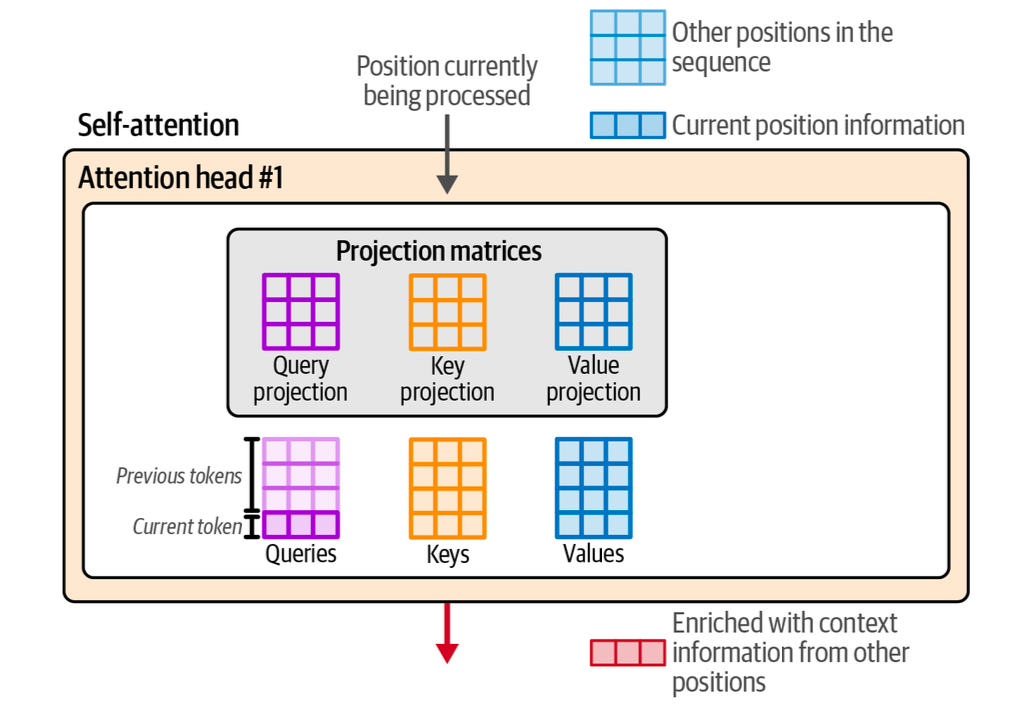 Other positions in the
sequence
Position currently
being processed
Self-attention
Current position information
Attention head #1
Projection matrices
Query
projection
Key
projection
Value
projection
Previous tokens
Current token
Queries
Keys
Values
Enriched with context
information from other
positions